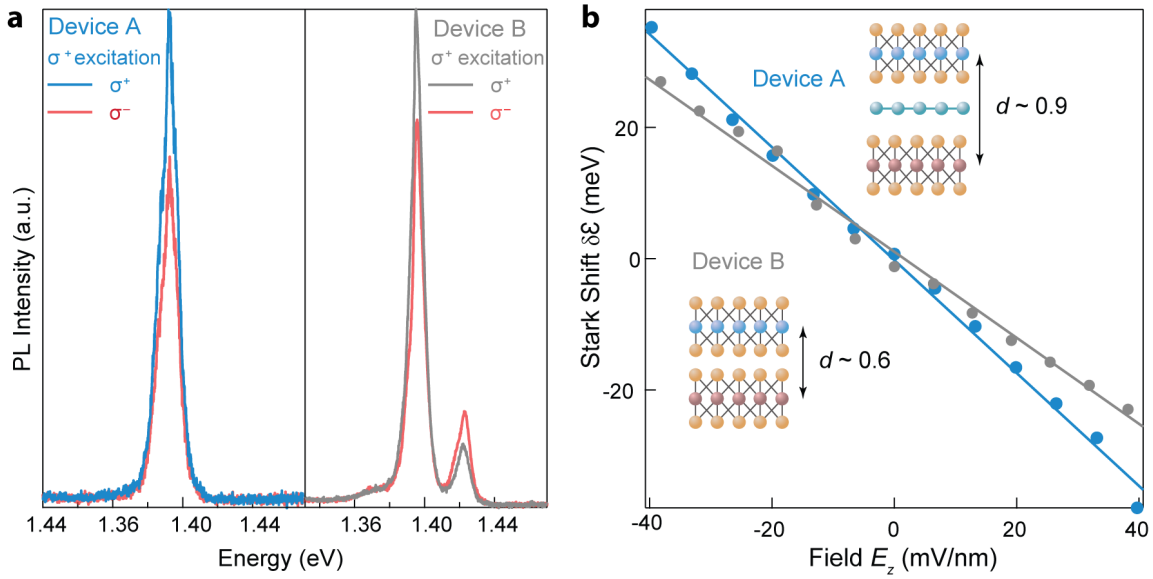 a
Device A
σ+ excitation
σ+
σ−
Device B
σ+ excitation
σ+
σ−
PL Intensity (a.u.)
1.44 1.36 1.40 1.44 1.36 1.40 1.44
Energy (eV)
b
Device A
d ~ 0.9
Device B
d ~ 0.6
Stark Shift δℰ (meV)
20
0
-20
-40 -20 0 20 40
Field Ez (mV/nm)